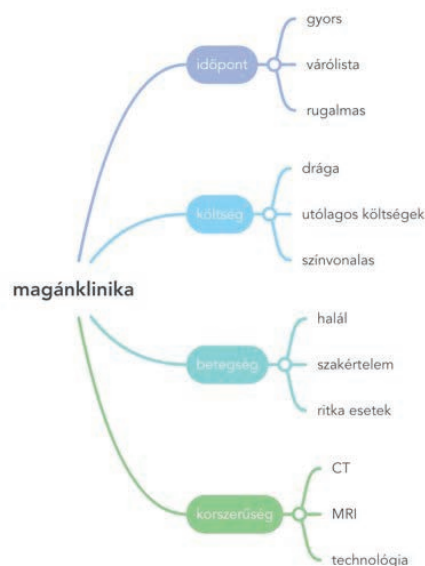 magánklinika
időpont
gyors
várólista
rugalmas
költség
drága
utólagos költségek
színvonalas
betegség
halál
szakértelem
ritka esetek
korszerűség
CT
MRI
technológia